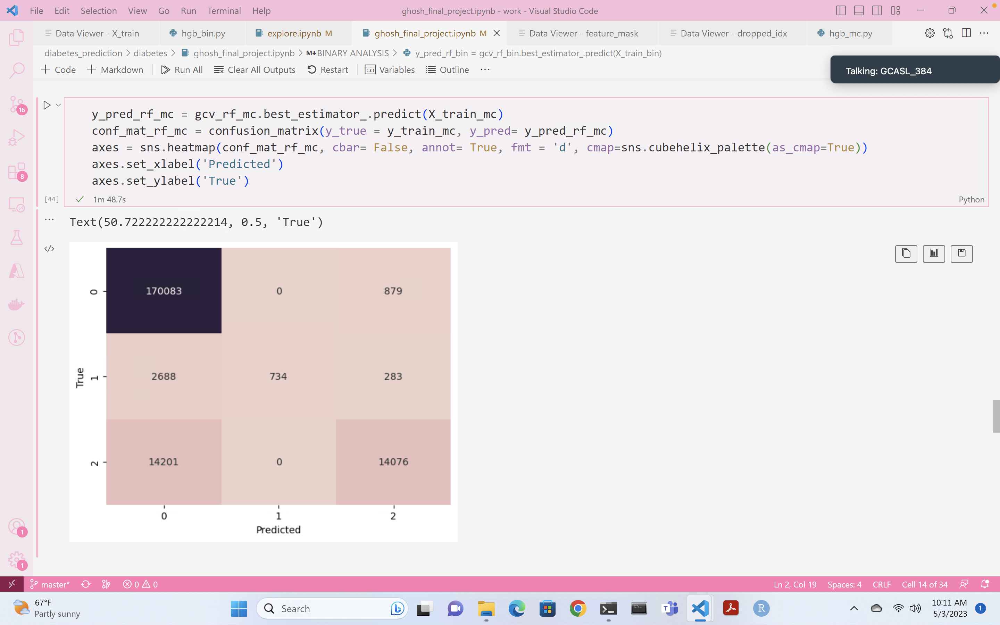 File Edit Selection View Go Run Terminal Help
ghosh_final_project.ipynb - work - Visual Studio Code
Data Viewer - X_train
hgb_bin.py
explore.ipynb M
ghosh_final_project.ipynb M
Data Viewer - feature_mask
Data Viewer - dropped_idx
hgb_mc.py
diabetes_prediction > diabetes > ghosh_final_project.ipynb > M↓BINARY ANALYSIS > y_pred_rf_bin = gcv_rf_bin.best_estimator_.predict(X_train_bin)
+ Code + Markdown Run All Clear All Outputs Restart Variables Outline ...
Talking: GCASL_384
y_pred_rf_mc = gcv_rf_mc.best_estimator_.predict(X_train_mc)
conf_mat_rf_mc = confusion_matrix(y_true = y_train_mc, y_pred= y_pred_rf_mc)
axes = sns.heatmap(conf_mat_rf_mc, cbar= False, annot= True, fmt = 'd', cmap=sns.cubehelix_palette(as_cmap=True))
axes.set_xlabel('Predicted')
axes.set_ylabel('True')
[44] 1m 48.7s Python
Text(50.722222222222214, 0.5, 'True')
0 170083 0 879
1 2688 734 283
True
2 14201 0 14076
0 1 2
Predicted
16
8
1
1
master* 0 0
Ln 2, Col 19 Spaces: 4 CRLF Cell 14 of 34
67°F
Partly sunny
Search
10:11 AM
5/3/2023
1